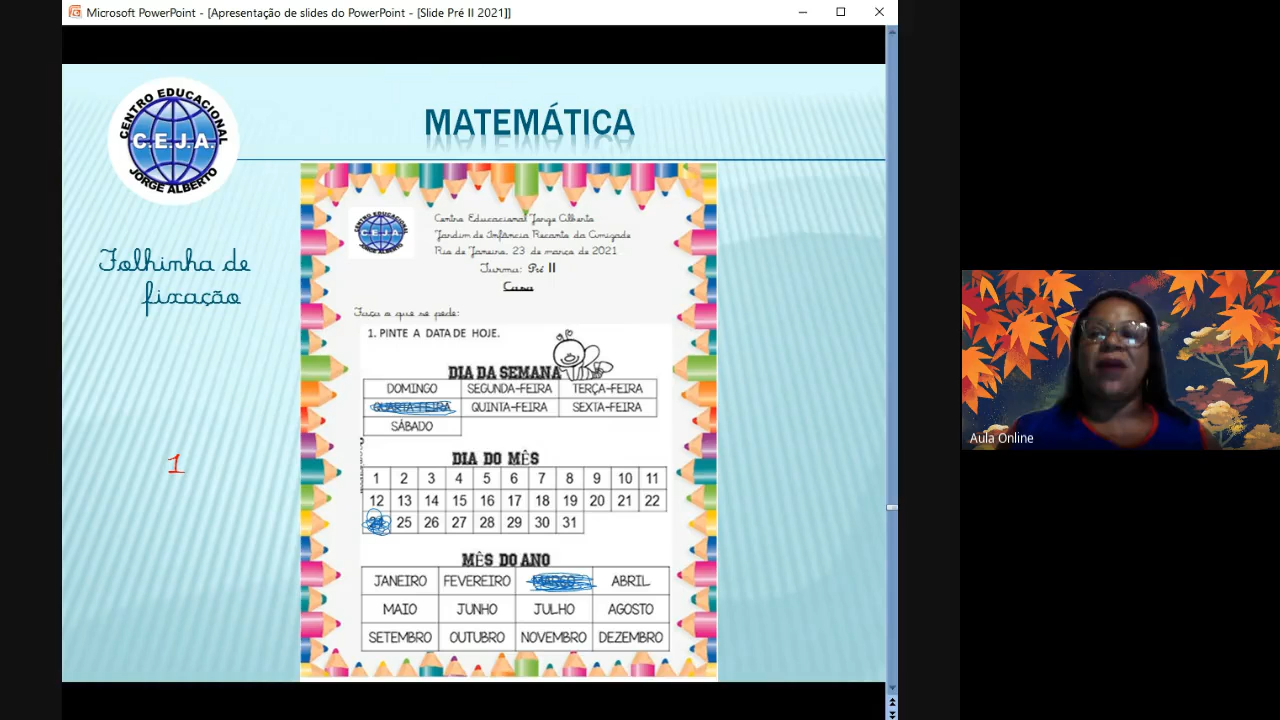 Microsoft PowerPoint - [Apresentação de slides do PowerPoint - [Slide Pré II 2021]]
CENTRO EDUCACIONAL
C.E.J.A.
JORGE ALBERTO
MATEMÁTICA
Folhinha de
fixação
1
CENTRO EDUCACIONAL
C.E.J.A.
JORGE ALBERTO
Centro Educacional Jorge Alberto
Jardim de Infância Recanto da Amizade
Rio de Janeiro, 23 de março de 2021
Turma: Pré II
Casa
Faça o que se pede:
1. PINTE A DATA DE HOJE.
DIA DA SEMANA
DOMINGO SEGUNDA-FEIRA TERÇA-FEIRA
QUARTA-FEIRA QUINTA-FEIRA SEXTA-FEIRA
SÁBADO
DIA DO MÊS
1 2 3 4 5 6 7 8 9 10 11
12 13 14 15 16 17 18 19 20 21 22
24 25 26 27 28 29 30 31
MÊS DO ANO
JANEIRO FEVEREIRO MARÇO ABRIL
MAIO JUNHO JULHO AGOSTO
SETEMBRO OUTUBRO NOVEMBRO DEZEMBRO
Aula Online